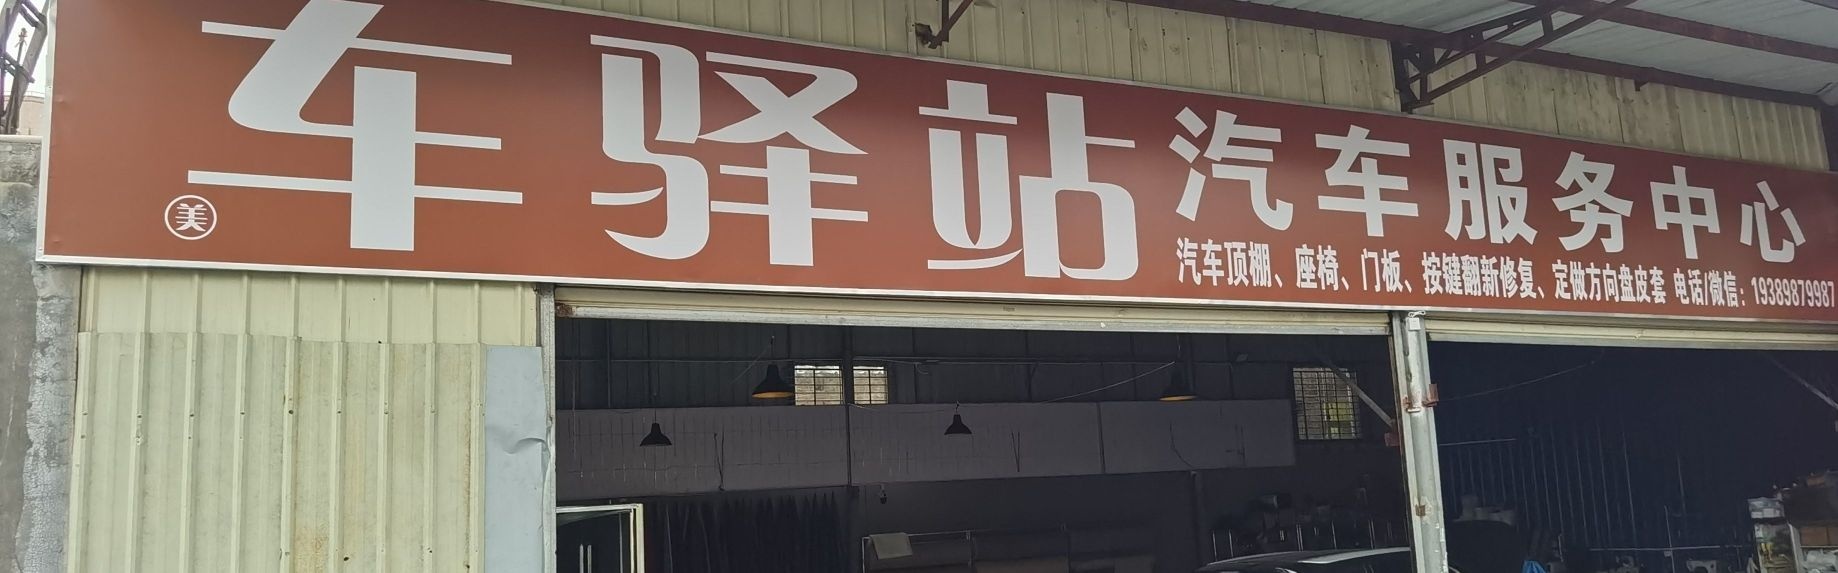 车驿站
美
汽车服务中心
汽车顶棚、座椅、门板、按键翻新修复、定做方向盘皮套 电话/微信：19389879987